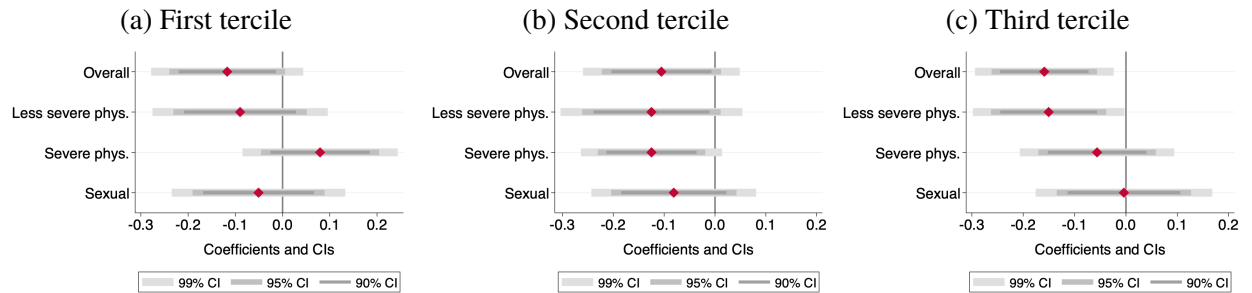 (a) First tercile
Overall
Less severe phys.
Severe phys.
Sexual
-0.3 -0.2 -0.1 0.0 0.1 0.2
Coefficients and CIs
99% CI 95% CI 90% CI
(b) Second tercile
Overall
Less severe phys.
Severe phys.
Sexual
-0.3 -0.2 -0.1 0.0 0.1 0.2
Coefficients and CIs
99% CI 95% CI 90% CI
(c) Third tercile
Overall
Less severe phys.
Severe phys.
Sexual
-0.3 -0.2 -0.1 0.0 0.1 0.2
Coefficients and CIs
99% CI 95% CI 90% CI